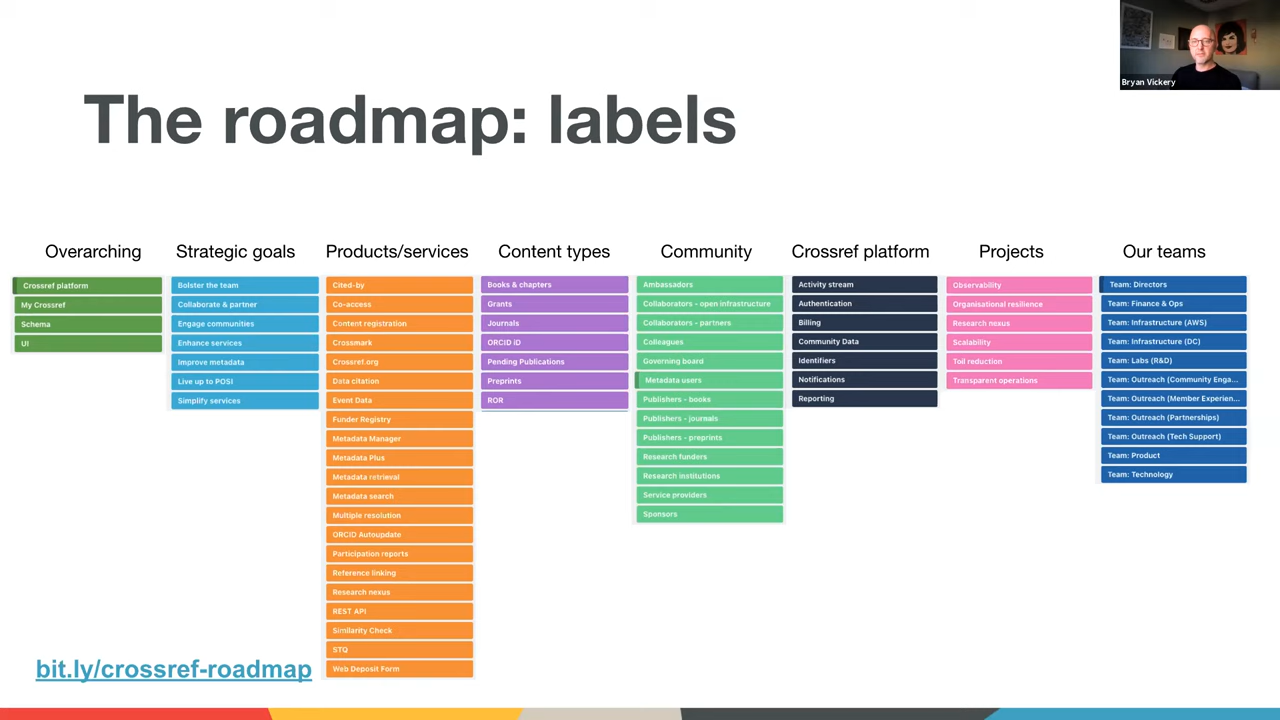 Bryan Vickery
The roadmap: labels
Overarching
Crossref platform
My Crossref
Schema
UI
Strategic goals
Bolster the team
Collaborate & partner
Engage communities
Enhance services
Improve metadata
Live up to POSI
Simplify services
Products/services
Cited-by
Co-access
Content registration
Crossmark
Crossref.org
Data citation
Event Data
Funder Registry
Metadata Manager
Metadata Plus
Metadata retrieval
Metadata search
Multiple resolution
ORCID Autoupdate
Participation reports
Reference linking
Research nexus
REST API
Similarity Check
STQ
Web Deposit Form
Content types
Books & chapters
Grants
Journals
ORCID iD
Pending Publications
Preprints
ROR
Community
Ambassadors
Collaborators - open infrastructure
Collaborators - partners
Colleagues
Governing board
Metadata users
Publishers - books
Publishers - journals
Publishers - preprints
Research funders
Research institutions
Service providers
Sponsors
Crossref platform
Activity stream
Authentication
Billing
Community Data
Identifiers
Notifications
Reporting
Projects
Observability
Organisational resilience
Research nexus
Scalability
Toil reduction
Transparent operations
Our teams
Team: Directors
Team: Finance & Ops
Team: Infrastructure (AWS)
Team: Infrastructure (DC)
Team: Labs (R&D)
Team: Outreach (Community Enga...
Team: Outreach (Member Experien...
Team: Outreach (Partnerships)
Team: Outreach (Tech Support)
Team: Product
Team: Technology
bit.ly/crossref-roadmap